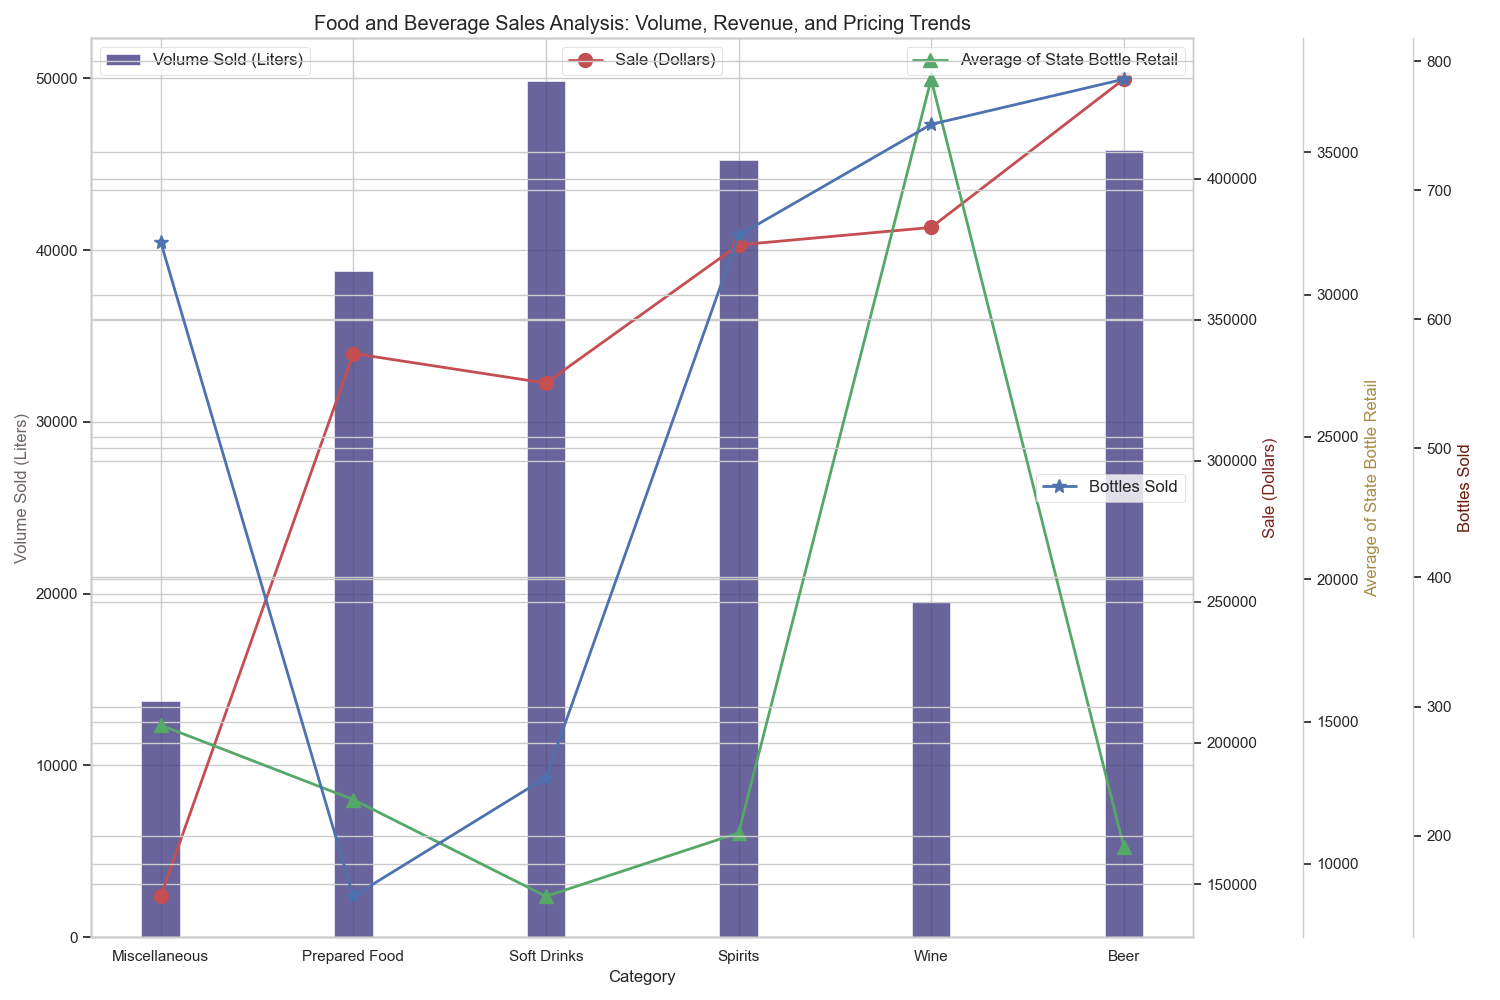 Food and Beverage Sales Analysis: Volume, Revenue, and Pricing Trends
Volume Sold (Liters)
Sale (Dollars)
Average of State Bottle Retail
Bottles Sold
Volume Sold (Liters)
50000
40000
30000
20000
10000
0
Miscellaneous
Prepared Food
Soft Drinks
Spirits
Wine
Beer
Category
400000
350000
300000
250000
200000
150000
Sale (Dollars)
35000
30000
25000
20000
15000
10000
Average of State Bottle Retail
800
700
600
500
400
300
200
Bottles Sold